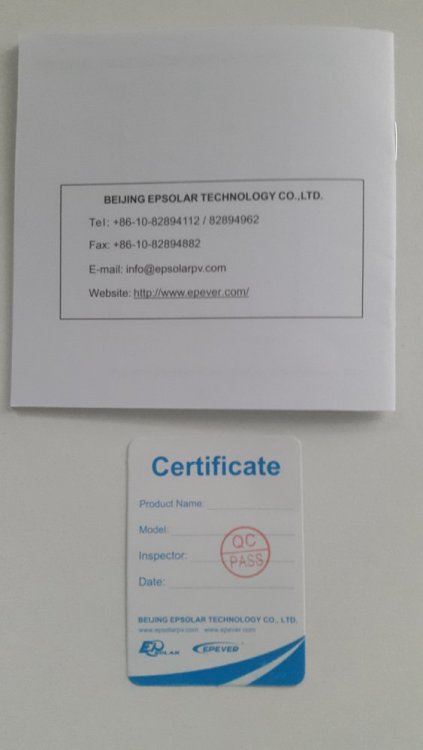 BEIJING EPSOLAR TECHNOLOGY CO.,LTD.
Tel: +86-10-82894112 / 82894962
Fax: +86-10-82894882
E-mail: info@epsolarpv.com
Website: http://www.epever.com/
Certificate
Product Name:
Model:
Inspector:
Date:
QC
PASS
BEIJING EPSOLAR TECHNOLOGY CO., LTD.
www.epsolarpv.com www.epever.com
EP SOLAR EPEVER